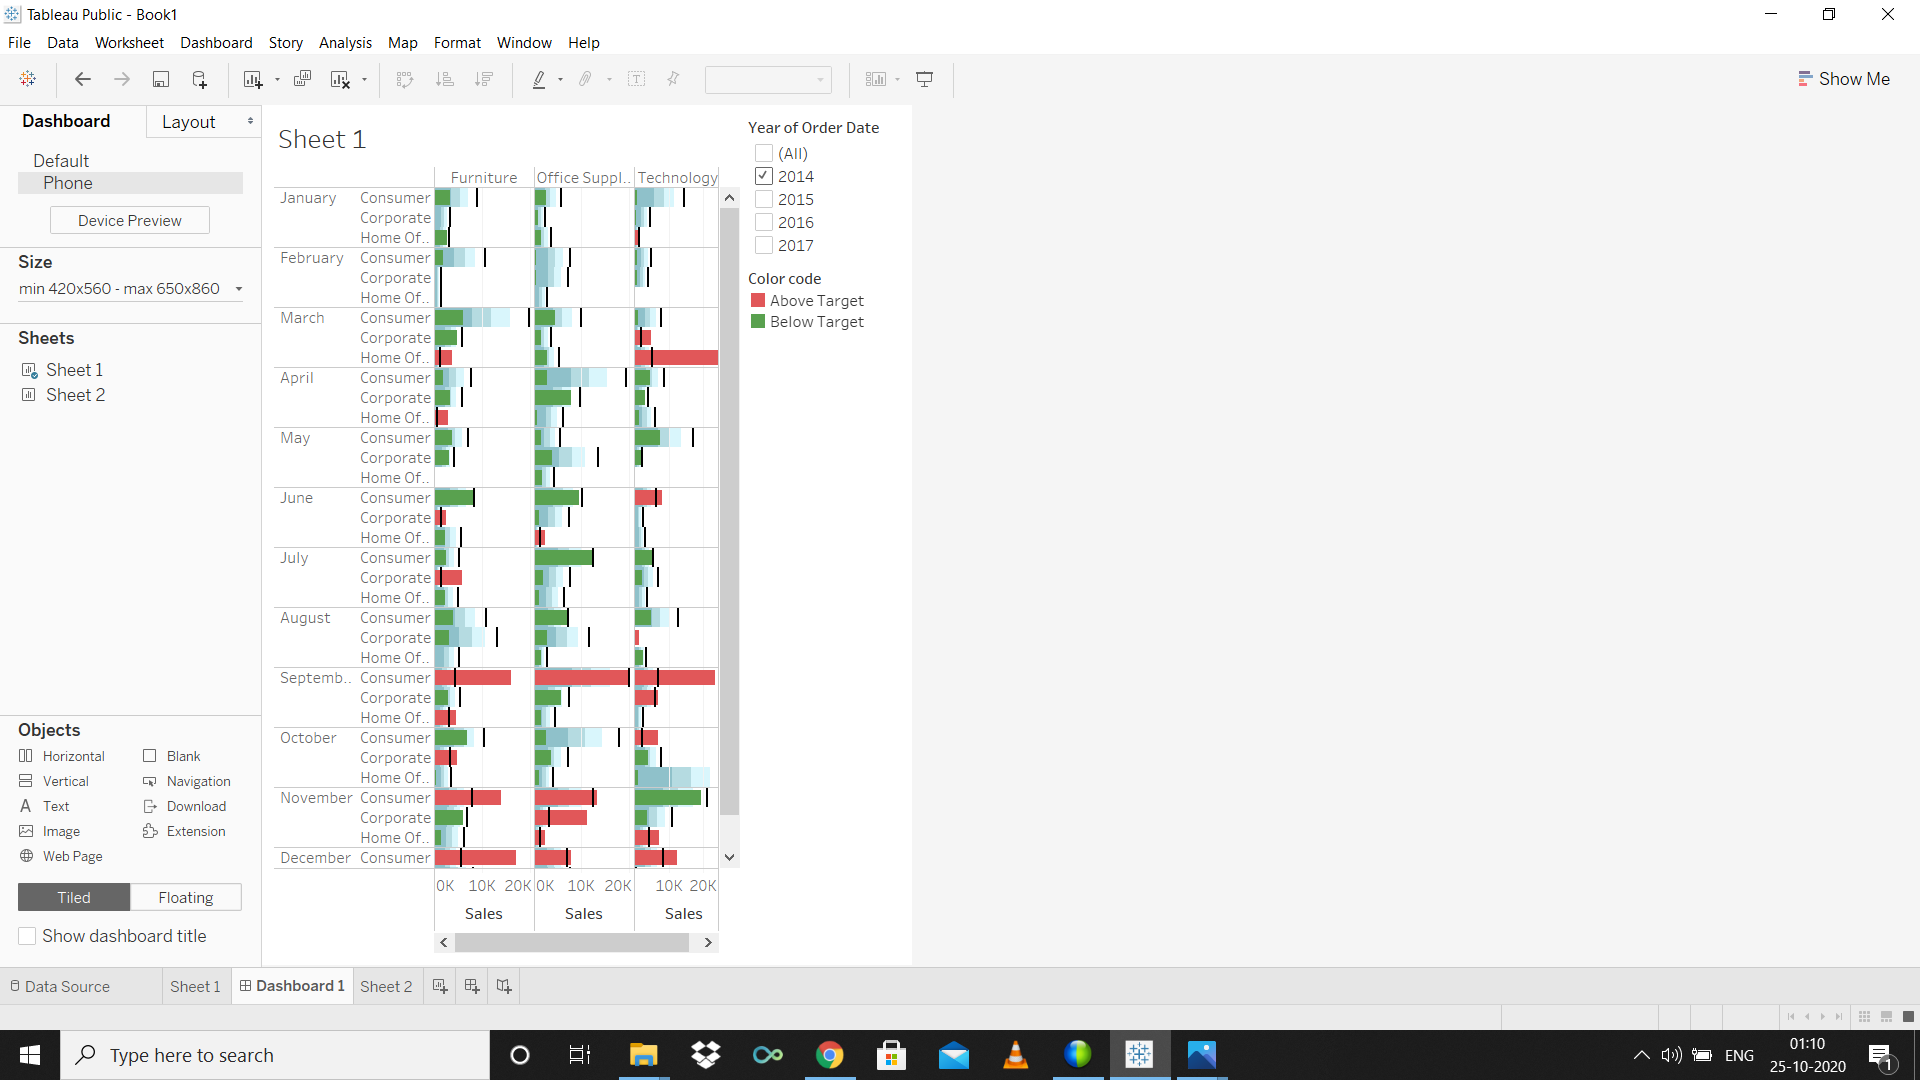 Tableau Public - Book1
File Data Worksheet Dashboard Story Analysis Map Format Window Help
Show Me
Dashboard Layout
Default
Phone
Device Preview
Size
min 420x560 - max 650x860
Sheets
Sheet 1
Sheet 2
Objects
Horizontal Blank
Vertical Navigation
Text Download
Image Extension
Web Page
Tiled Floating
Show dashboard title
Sheet 1
Furniture Office Suppl.. Technology
January Consumer
Corporate
Home Of..
February Consumer
Corporate
Home Of..
March Consumer
Corporate
Home Of..
April Consumer
Corporate
Home Of..
May Consumer
Corporate
Home Of..
June Consumer
Corporate
Home Of..
July Consumer
Corporate
Home Of..
August Consumer
Corporate
Home Of..
Septemb.. Consumer
Corporate
Home Of..
October Consumer
Corporate
Home Of..
November Consumer
Corporate
Home Of..
December Consumer
0K 10K 20K 0K 10K 20K 10K 20K
Sales Sales Sales
Year of Order Date
(All)
2014
2015
2016
2017
Color code
Above Target
Below Target
Data Source Sheet 1 Dashboard 1 Sheet 2
Type here to search
ENG
01:10
25-10-2020
1